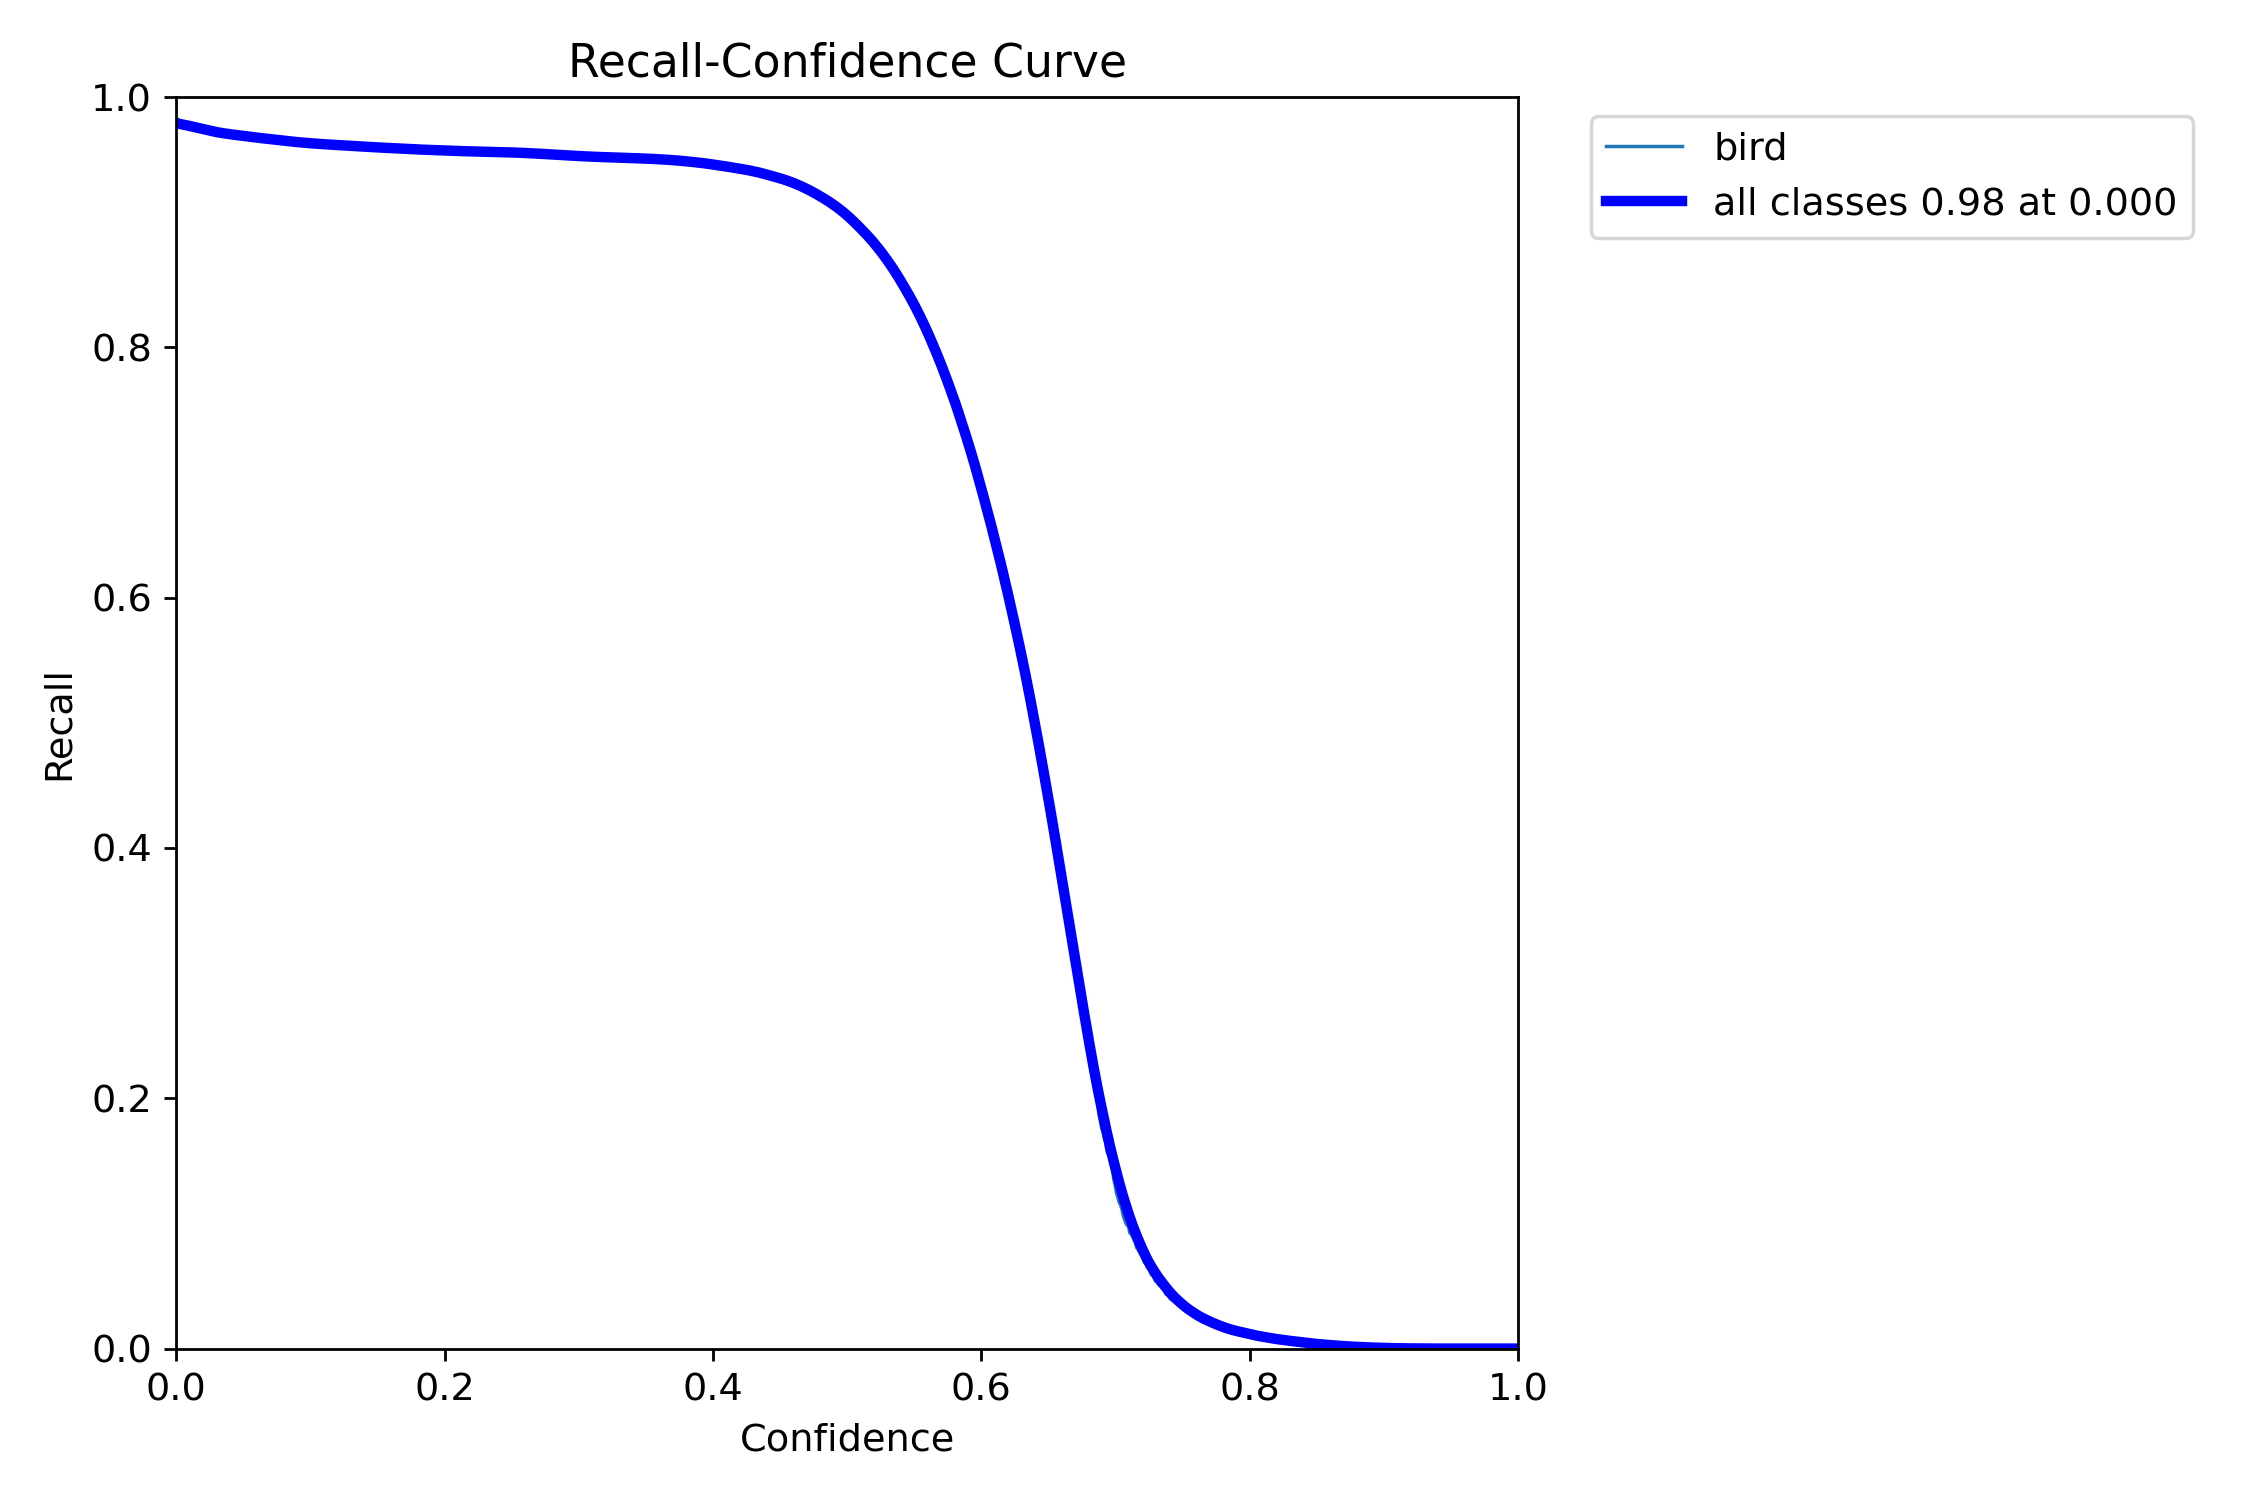 Recall-Confidence Curve
1.0
0.8
0.6
0.4
0.2
0.0
Recall
0.0 0.2 0.4 0.6 0.8 1.0
Confidence
bird
all classes 0.98 at 0.000